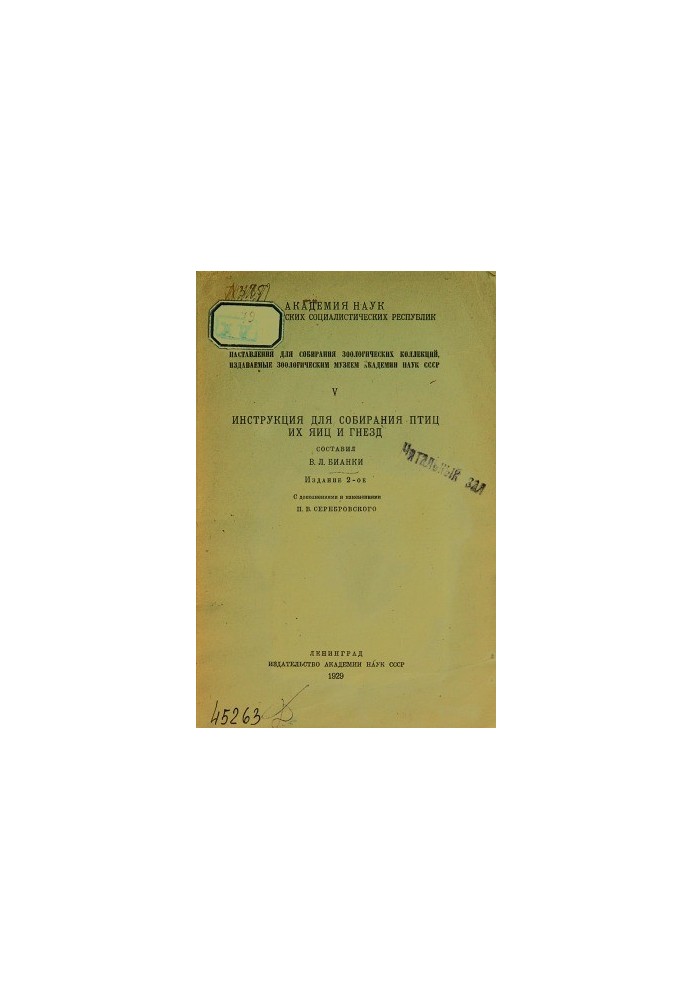 АКАДЕМИЯ НАУК
СКИХ СОЦИАЛИСТИЧЕСКИХ РЕСПУБЛИК
НАСТАВЛЕНИЯ ДЛЯ СОБИРАНИЯ ЗООЛОГИЧЕСКИХ КОЛЛЕКЦИЙ,
ИЗДАВАЕМЫЕ ЗООЛОГИЧЕСКИМ МУЗЕЕМ АКАДЕМИИ НАУК СССР
V
ИНСТРУКЦИЯ ДЛЯ СОБИРАНИЯ ПТИЦ
ИХ ЯИЦ И ГНЕЗД
СОСТАВИЛ
В. Л. БИАНКИ
Издание 2-ое
С дополнениями и изменениями
П. В. СЕРЕБРОВСКОГО
Читальный зал
ЛЕНИНГРАД
ИЗДАТЕЛЬСТВО АКАДЕМИИ НАУК СССР
1929
45263